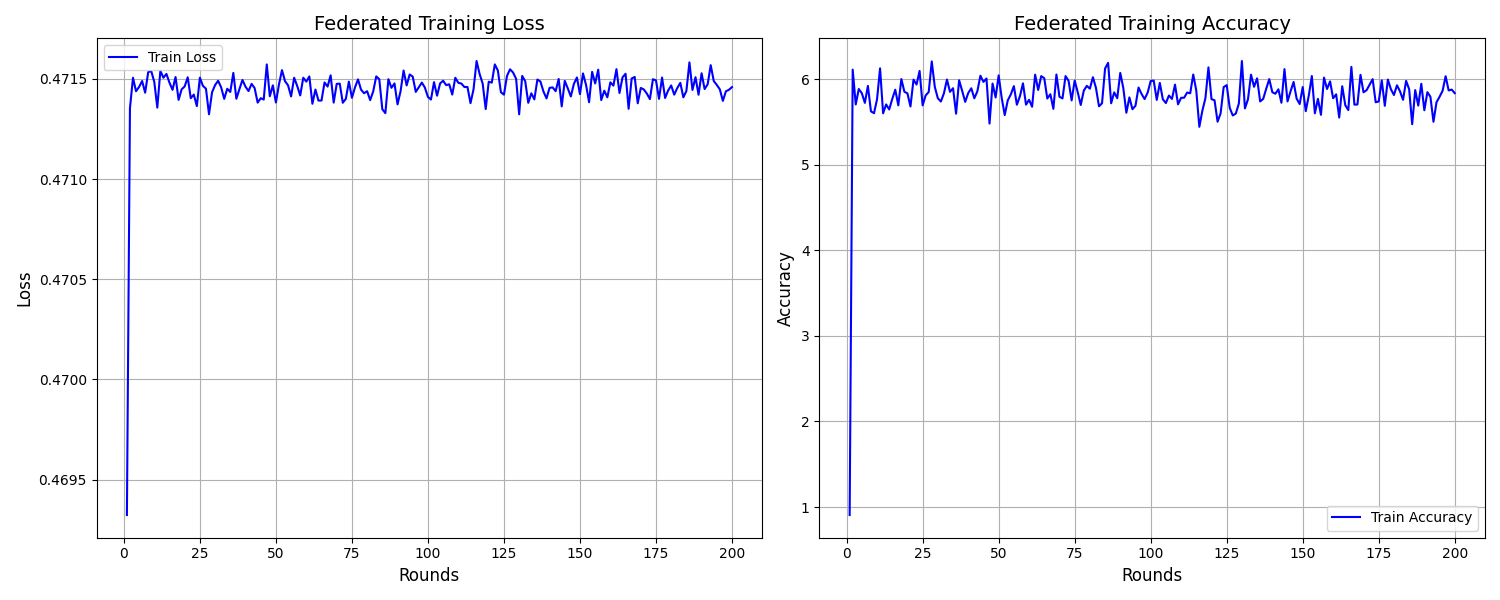 Federated Training Loss
Train Loss
0.4715
0.4710
0.4705
0.4700
0.4695
Loss
0 25 50 75 100 125 150 175 200
Rounds
Federated Training Accuracy
6
5
4
3
2
1
Accuracy
Train Accuracy
0 25 50 75 100 125 150 175 200
Rounds